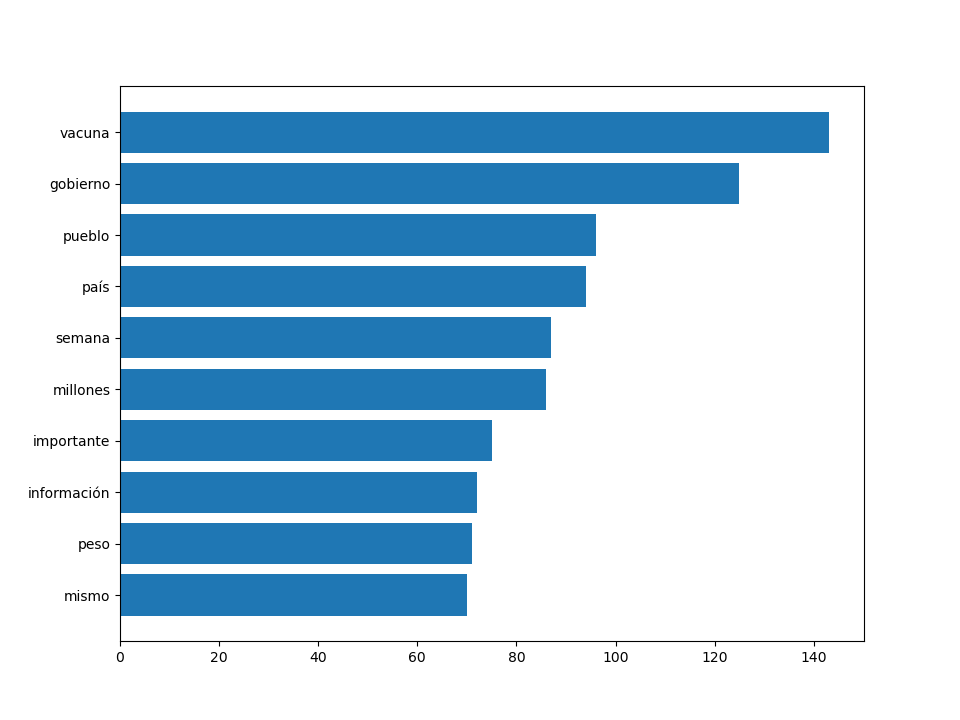 vacuna
gobierno
pueblo
país
semana
millones
importante
información
peso
mismo
0 20 40 60 80 100 120 140